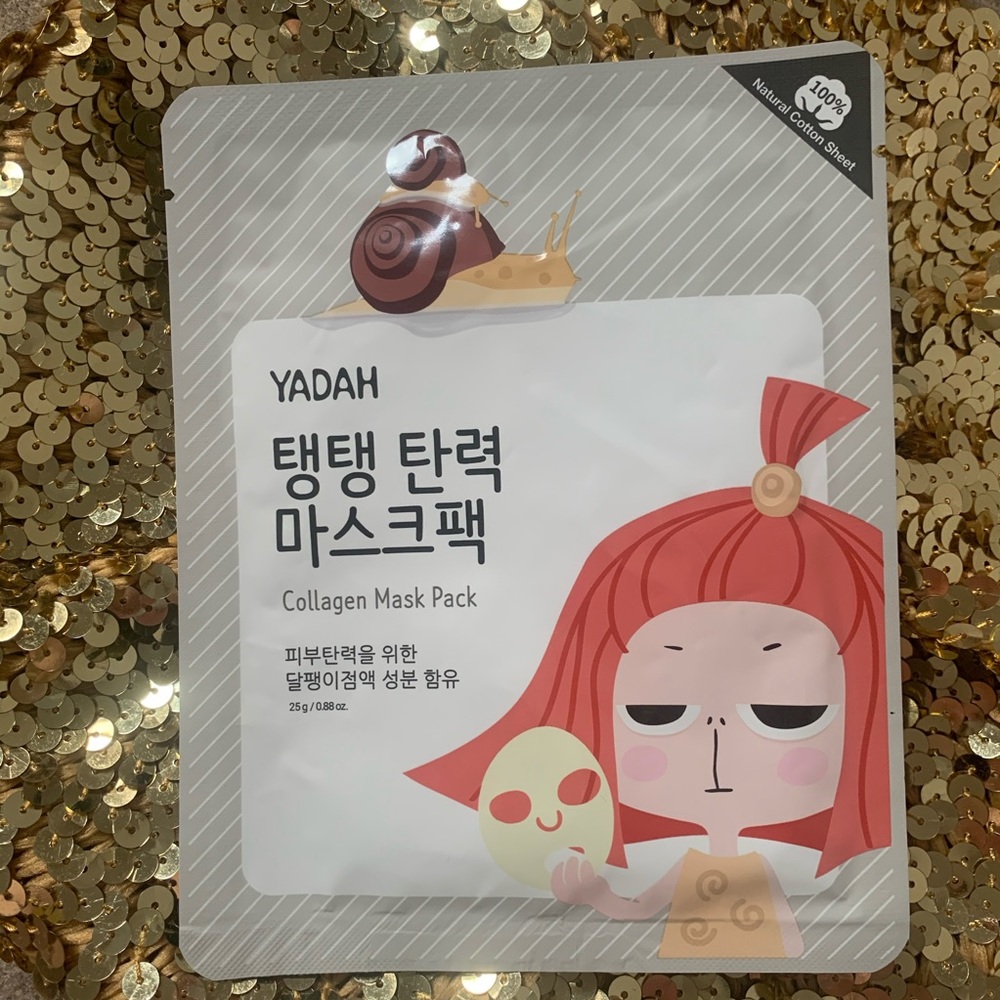 100%
Natural Cotton Sheet
YADAH
탱탱 탄력
마스크팩
Collagen Mask Pack
피부탄력을 위한
달팽이점액 성분 함유
25 g / 0.88 oz.